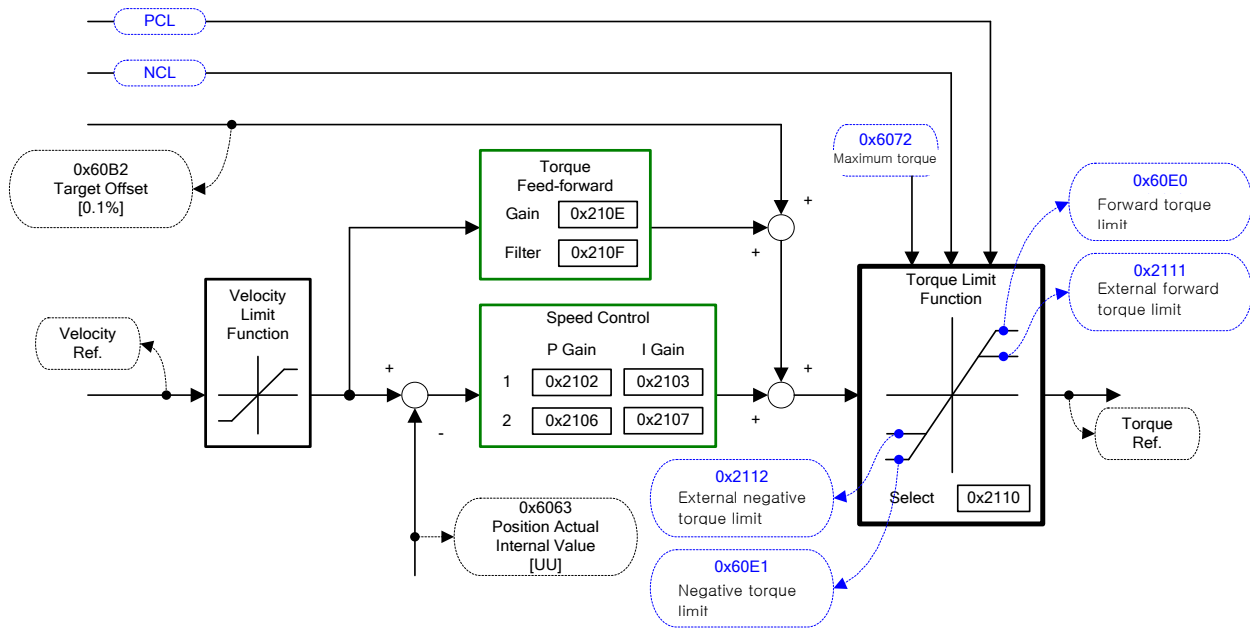 PCL
NCL
0x60B2
Target Offset
[0.1%]
Torque
Feed-forward
Gain
0x210E
Filter
0x210F
+
+
0x6072
Maximum torque
0x60E0
Forward torque
limit
0x2111
External forward
torque limit
Velocity
Ref.
Velocity
Limit
Function
+
-
Speed Control
P Gain
I Gain
1
0x2102
0x2103
2
0x2106
0x2107
+
+
Torque Limit
Function
Select
0x2110
Torque
Ref.
0x2112
External negative
torque limit
0x60E1
Negative torque
limit
0x6063
Position Actual
Internal Value
[UU]